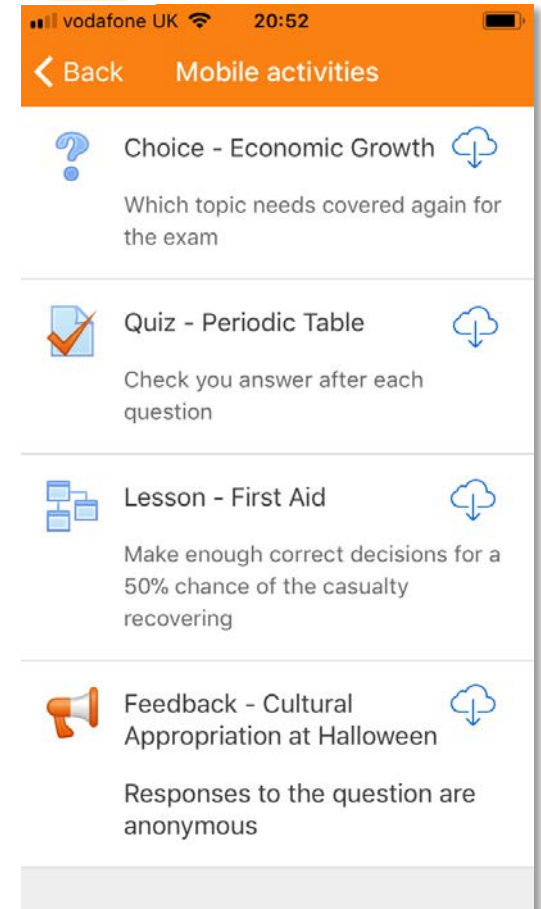 vodafone UK 20:52
Back Mobile activities
Choice - Economic Growth
Which topic needs covered again for
the exam
Quiz - Periodic Table
Check you answer after each
question
Lesson - First Aid
Make enough correct decisions for a
50% chance of the casualty
recovering
Feedback - Cultural
Appropriation at Halloween
Responses to the question are
anonymous